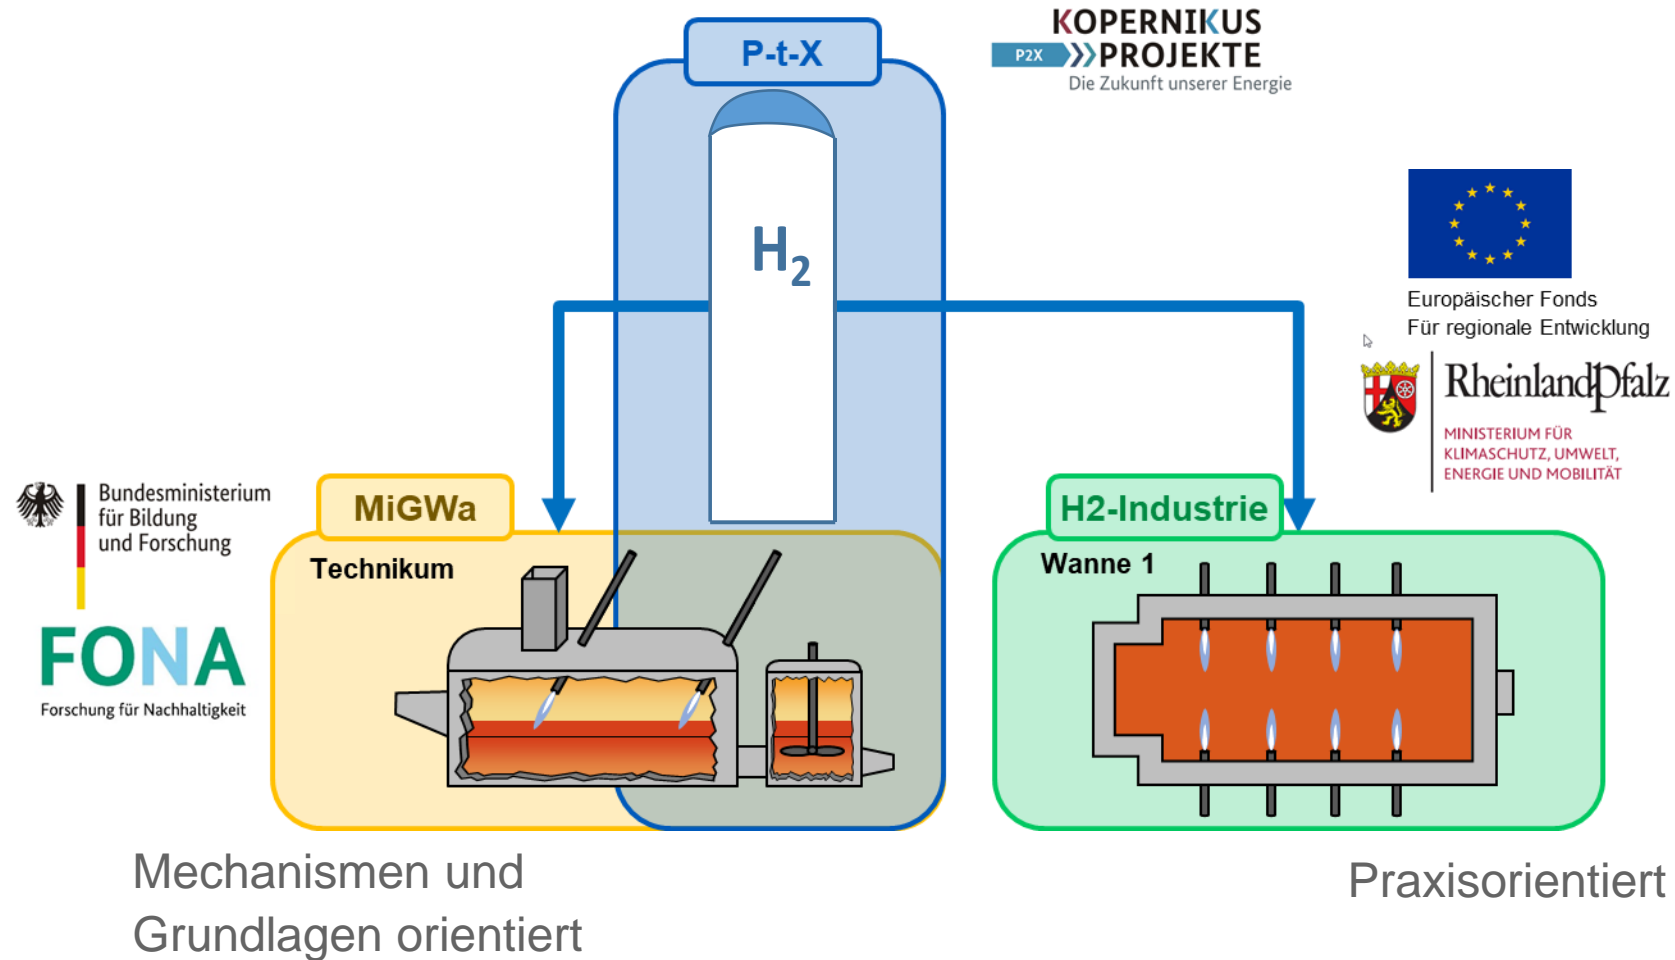 P-t-X
KOPERNIKUS
P2X PROJEKTE
Die Zukunft unserer Energie
H₂
Europäischer Fonds
Für regionale Entwicklung
RheinlandPfalz
MINISTERIUM FÜR
KLIMASCHUTZ, UMWELT,
ENERGIE UND MOBILITÄT
Bundesministerium
für Bildung
und Forschung
FONA
Forschung für Nachhaltigkeit
MiGWa
Technikum
H2-Industrie
Wanne 1
Mechanismen und
Grundlagen orientiert
Praxisorientiert